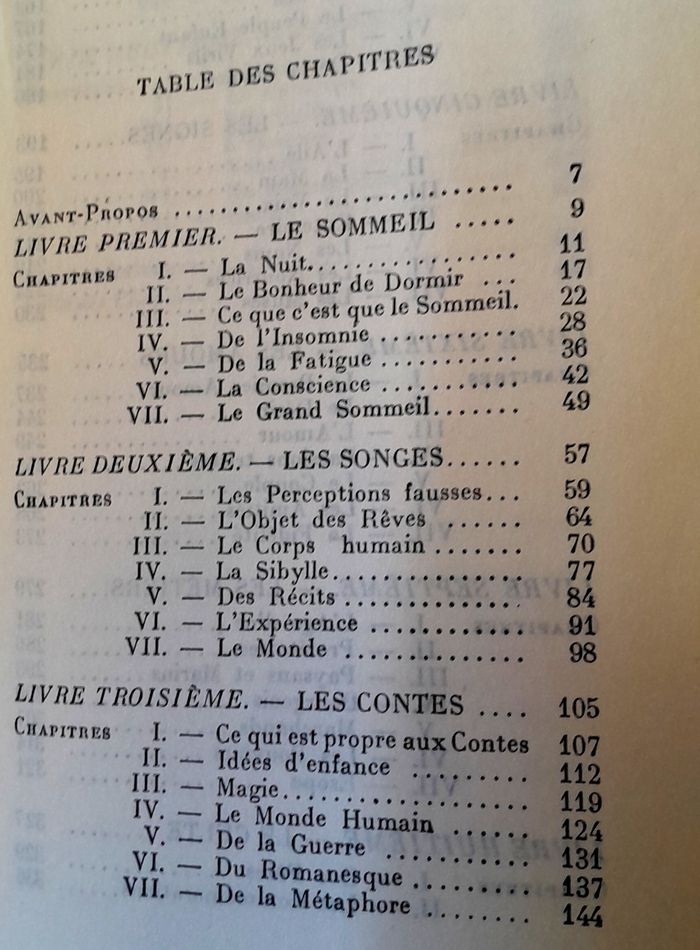 TABLE DES CHAPITRES
AVANT-PROPOS .............................. 7
LIVRE PREMIER. — LE SOMMEIL ..... 9
CHAPITRES I. — La Nuit.................. 11
II. — Le Bonheur de Dormir ... 17
III. — Ce que c'est que le Sommeil. 22
IV. — De l'Insomnie ........... 28
V. — De la Fatigue ............ 36
VI. — La Conscience ............ 42
VII. — Le Grand Sommeil....... 49
LIVRE DEUXIÈME. — LES SONGES...... 57
CHAPITRES I. — Les Perceptions fausses... 59
II. — L'Objet des Rêves ...... 64
III. — Le Corps humain ....... 70
IV. — La Sibylle............... 77
V. — Des Récits .............. 84
VI. — L'Expérience ............ 91
VII. — Le Monde .............. 98
LIVRE TROISIÈME. — LES CONTES .... 105
CHAPITRES I. — Ce qui est propre aux Contes 107
II. — Idées d'enfance ......... 112
III. — Magie.................... 119
IV. — Le Monde Humain ...... 124
V. — De la Guerre ........... 131
VI. — Du Romanesque ......... 137
VII. — De la Métaphore ........ 144